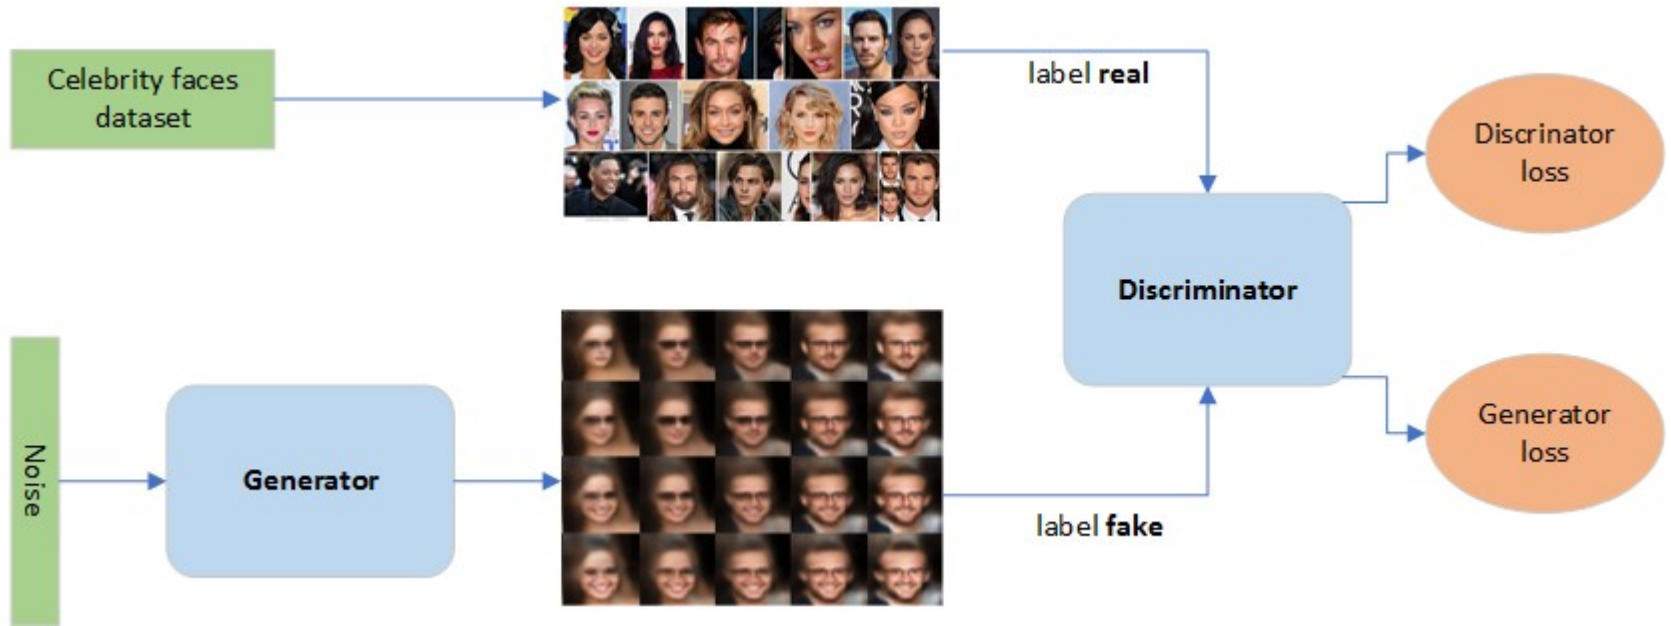 Celebrity faces
dataset
label real
Discrinator
loss
Discriminator
Noise
Generator
Generator
loss
label fake